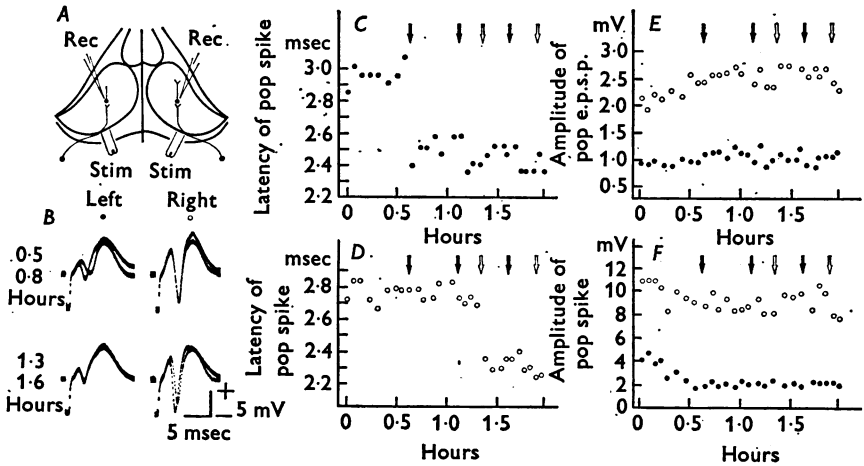 A
Rec Rec
Stim Stim
Left Right
B
0·5
0·8
Hours
1·3
1·6
Hours
+
– 5 mV
5 msec
C
msec
Latency of pop spike
3·0
2·8
2·6
2·4
2·2
0 0·5 1·0 1·5
Hours
D
msec
Latency of
pop spike
2·8
2·4
2·2
0 0·5 1·0 1·5
Hours
E
mV
Amplitude of
pop e.p.s.p.
3·0
2·5
2·0
1·5
1·0
0·5
0 0·5 1·0 1·5
Hours
F
mV
Amplitude of
pop spike
12
10
8
6
4
2
0
0 0·5 1·0 1·5
Hours